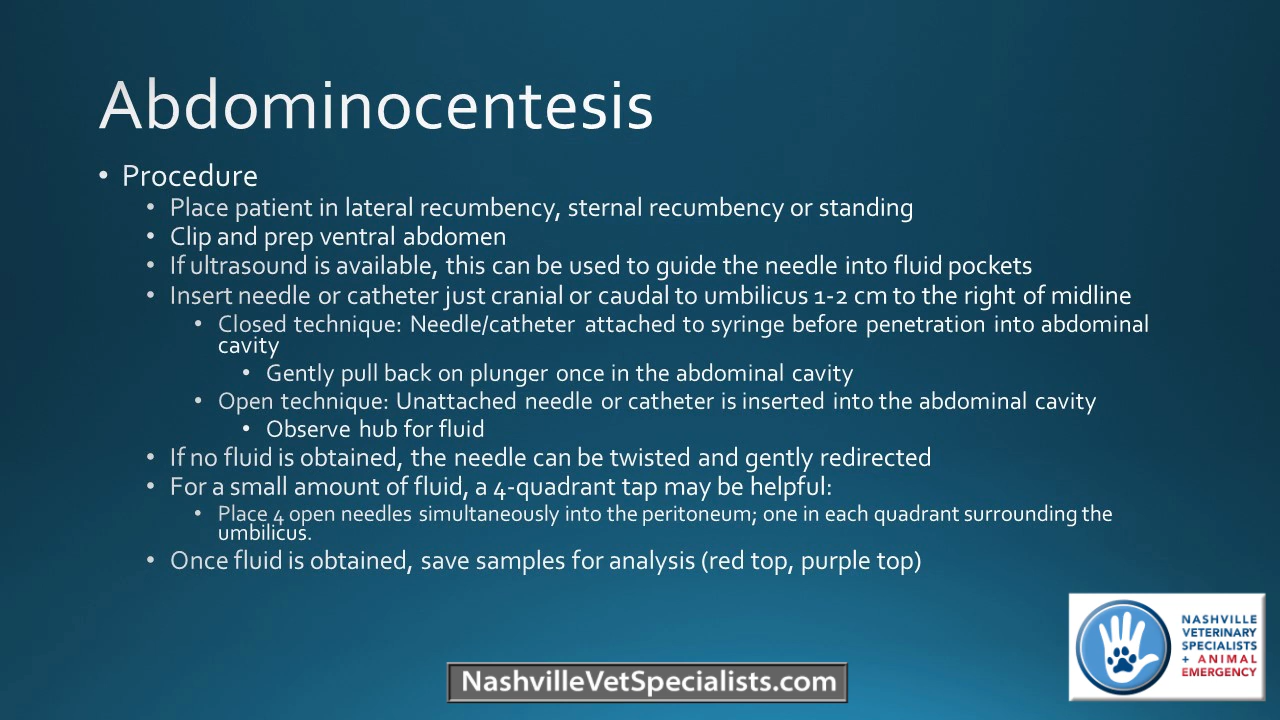 Abdominocentesis
• Procedure
• Place patient in lateral recumbency, sternal recumbency or standing
• Clip and prep ventral abdomen
• If ultrasound is available, this can be used to guide the needle into fluid pockets
• Insert needle or catheter just cranial or caudal to umbilicus 1-2 cm to the right of midline
• Closed technique: Needle/catheter attached to syringe before penetration into abdominal
cavity
• Gently pull back on plunger once in the abdominal cavity
• Open technique: Unattached needle or catheter is inserted into the abdominal cavity
• Observe hub for fluid
• If no fluid is obtained, the needle can be twisted and gently redirected
• For a small amount of fluid, a 4-quadrant tap may be helpful:
• Place 4 open needles simultaneously into the peritoneum; one in each quadrant surrounding the
umbilicus.
• Once fluid is obtained, save samples for analysis (red top, purple top)
NASHVILLE
VETERINARY
SPECIALISTS
+ ANIMAL
EMERGENCY
NashvilleVetSpecialists.com